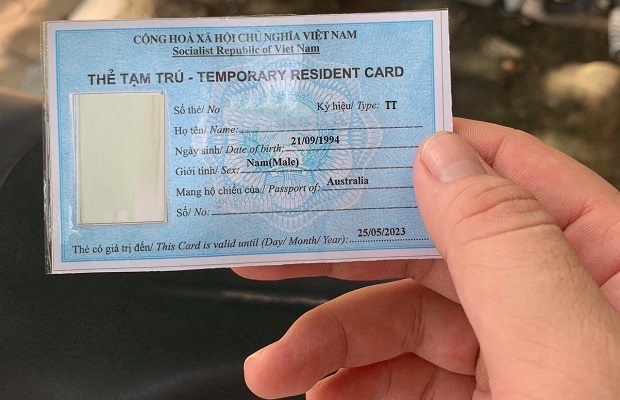 CỘNG HOÀ XÃ HỘI CHỦ NGHĨA VIỆT NAM
Socialist Republic of Viet Nam
THẺ TẠM TRÚ - TEMPORARY RESIDENT CARD
Số thẻ/ No Ký hiệu/ Type: TT
Họ tên/ Name:
Ngày sinh/ Date of birth: 21/09/1994
Giới tính/ Sex: Nam(Male)
Mang hộ chiếu của/ Passport of: Australia
Số/ No:
Thẻ có giá trị đến/ This Card is valid until (Day/ Month/ Year): 25/05/2023